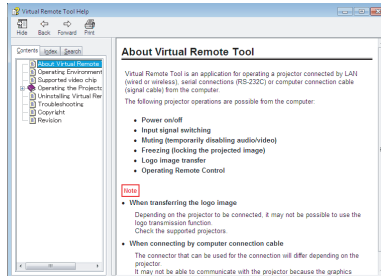 Virtual Remote Tool Help
Hide Back Forward Print
Contents Index Search
About Virtual Remote
Operating Environment
Supported video chip
Operating the Projecto
Uninstalling Virtual Rer
Troubleshooting
Copyright
Revision
About Virtual Remote Tool
Virtual Remote Tool is an application for operating a projector connected by LAN
(wired or wireless), serial connections (RS-232C) or computer connection cable
(signal cable) from the computer.
The following projector operations are possible from the computer:
• Power on/off
• Input signal switching
• Muting (temporarily disabling audio/video)
• Freezing (locking the projected image)
• Logo image transfer
• Operating Remote Control
Note
• When transferring the logo image
Depending on the projector to be connected, it may not be possible to use the
logo transmission function.
Check the supported projectors.
• When connecting by computer connection cable
The connector that can be used for the connection will differ depending on the
projector.
It may not be able to communicate with the projector because the graphics